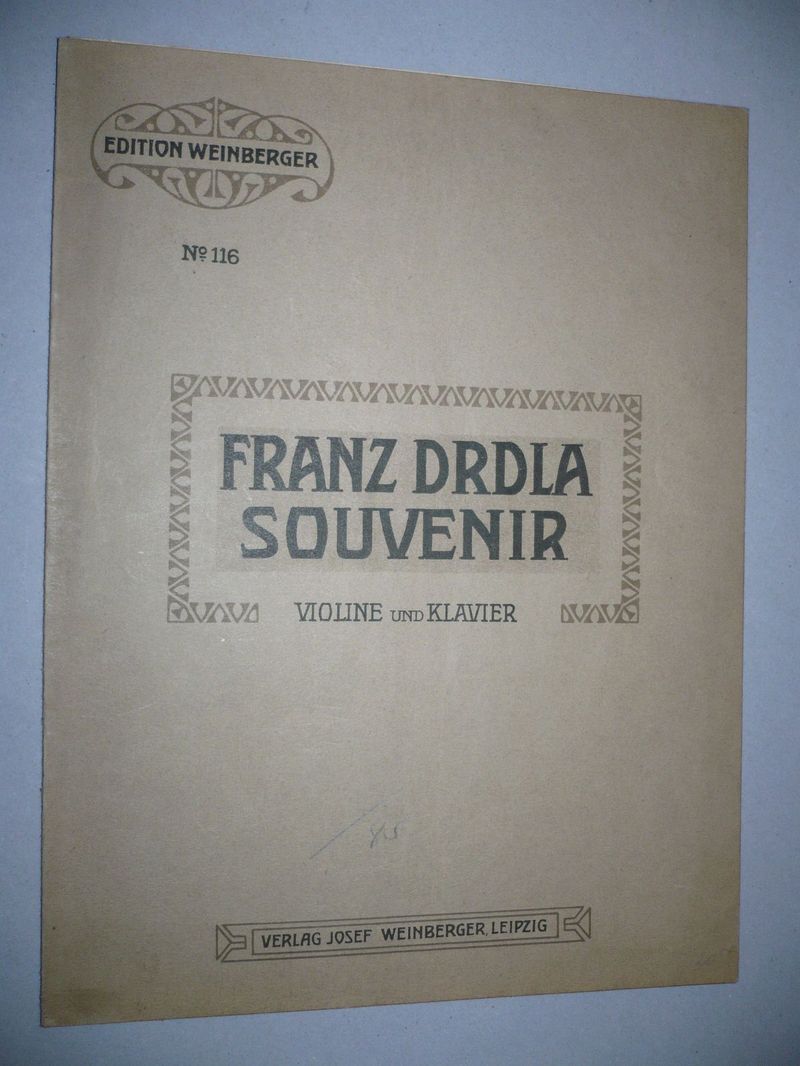 EDITION WEINBERGER
Nº 116
FRANZ DRDLA
SOUVENIR
VIOLINE UND KLAVIER
VERLAG JOSEF WEINBERGER, LEIPZIG